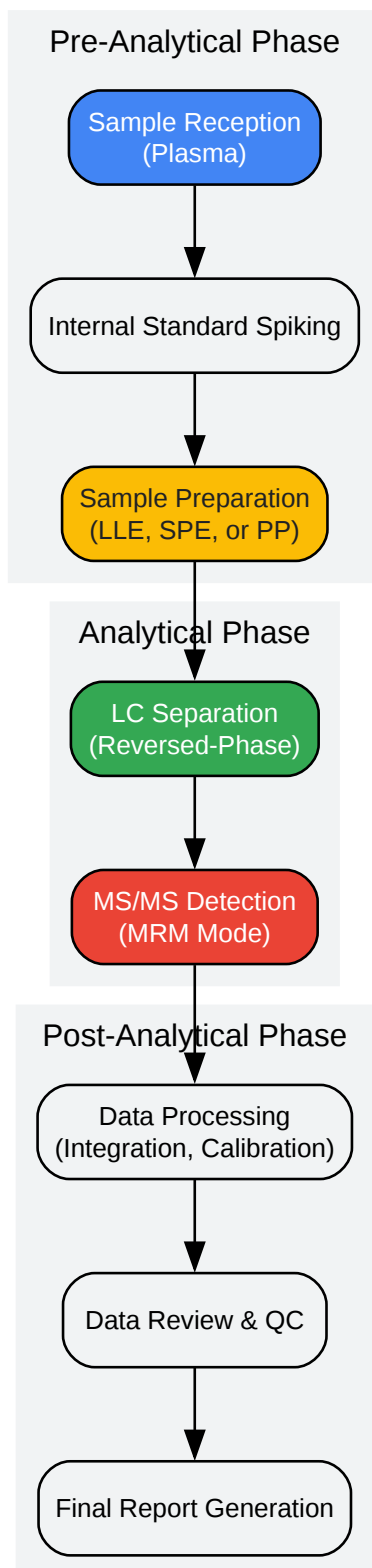 Pre-Analytical Phase
Sample Reception
(Plasma)
Internal Standard Spiking
Sample Preparation
(LLE, SPE, or PP)
Analytical Phase
LC Separation
(Reversed-Phase)
MS/MS Detection
(MRM Mode)
Post-Analytical Phase
Data Processing
(Integration, Calibration)
Data Review & QC
Final Report Generation